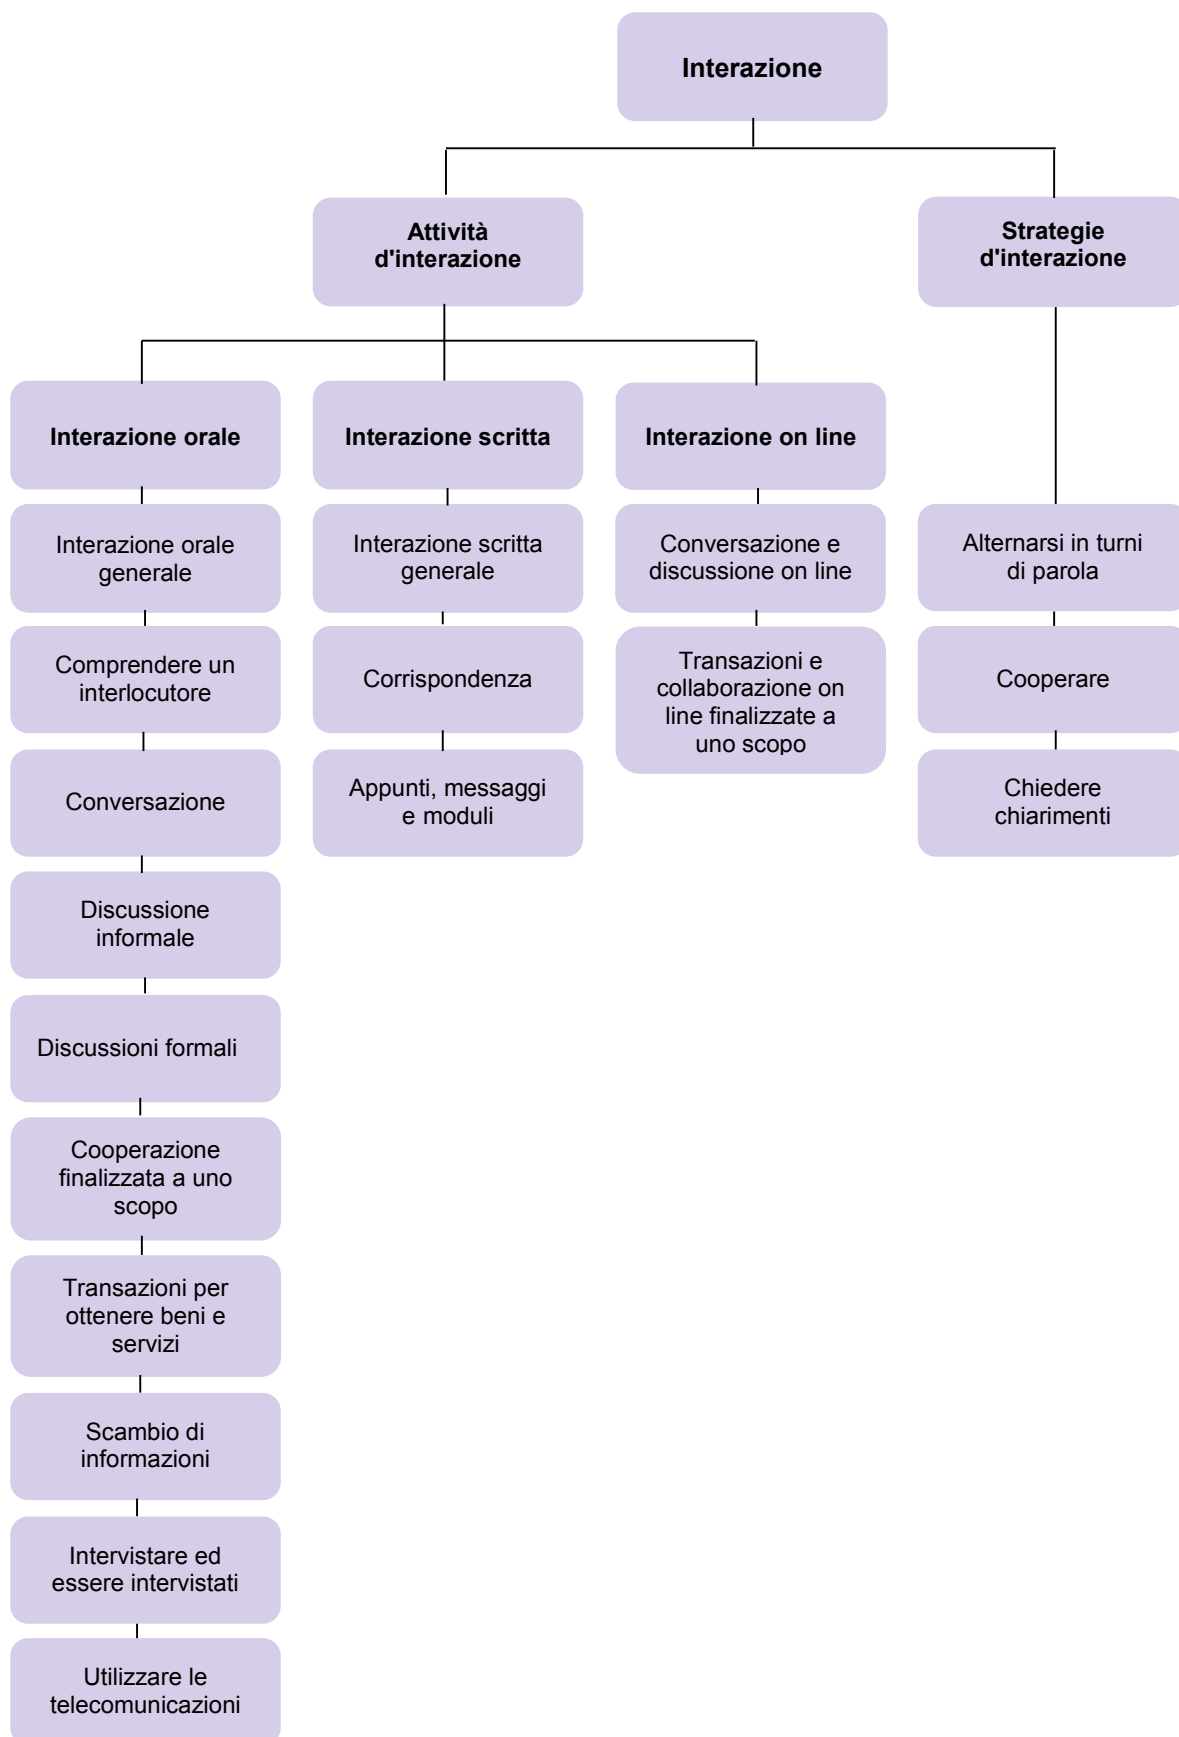 Interazione
Attività
d'interazione
Strategie
d'interazione
Interazione orale
Interazione scritta
Interazione on line
Interazione orale
generale
Interazione scritta
generale
Conversazione e
discussione on line
Alternarsi in turni
di parola
Comprendere un
interlocutore
Corrispondenza
Transazioni e
collaborazione on
line finalizzate a
uno scopo
Cooperare
Conversazione
Appunti, messaggi
e moduli
Chiedere
chiarimenti
Discussione
informale
Discussioni formali
Cooperazione
finalizzata a uno
scopo
Transazioni per
ottenere beni e
servizi
Scambio di
informazioni
Intervistare ed
essere intervistati
Utilizzare le
telecomunicazioni